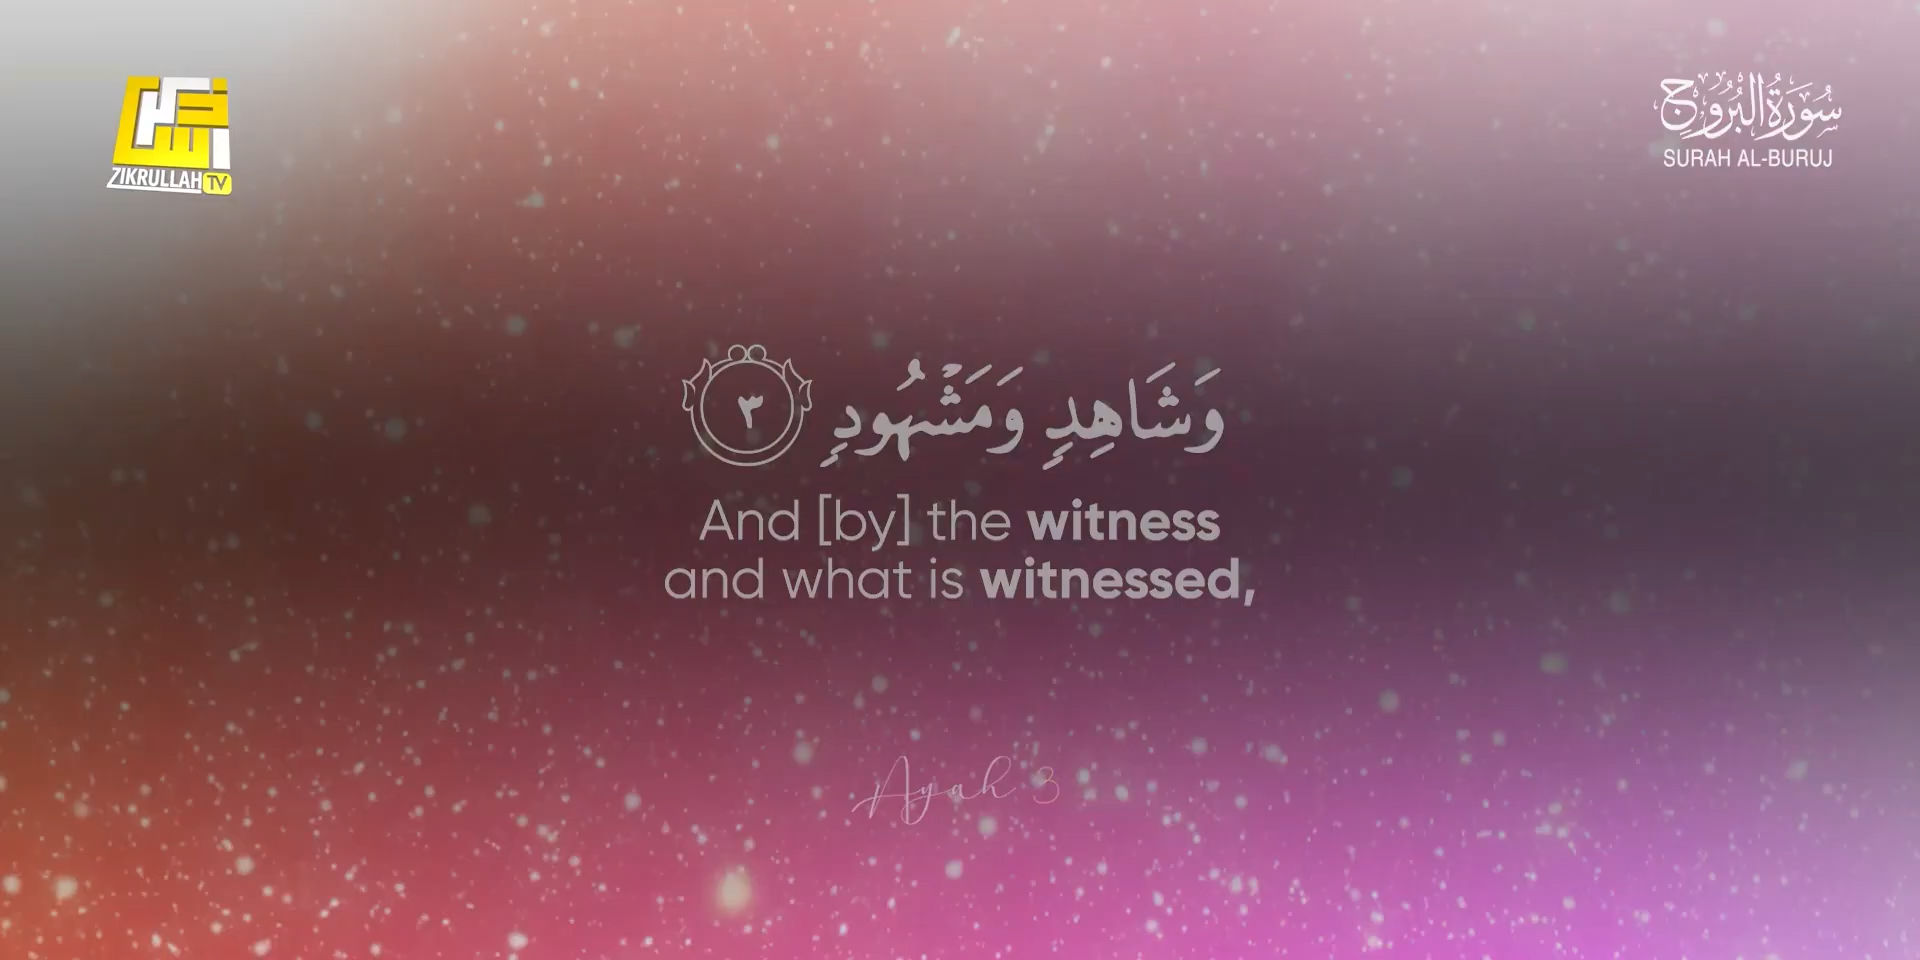 ZIKRULLAH TV
سُورَةُ البُرُوج
SURAH AL-BURUJ
وَشَاهِدٍ وَمَشْهُودٍ ٣
And [by] the witness
and what is witnessed,
Ayah 3